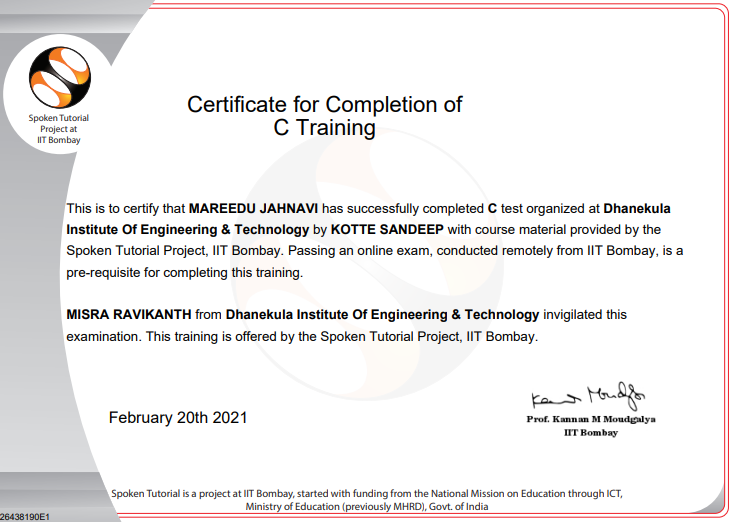 Spoken Tutorial
Project at
IIT Bombay
Certificate for Completion of
C Training
This is to certify that MAREEDU JAHNAVI has successfully completed C test organized at Dhanekula
Institute Of Engineering & Technology by KOTTE SANDEEP with course material provided by the
Spoken Tutorial Project, IIT Bombay. Passing an online exam, conducted remotely from IIT Bombay, is a
pre-requisite for completing this training.
MISRA RAVIKANTH from Dhanekula Institute Of Engineering & Technology invigilated this
examination. This training is offered by the Spoken Tutorial Project, IIT Bombay.
February 20th 2021
Prof. Kannan M Moudgalya
IIT Bombay
Spoken Tutorial is a project at IIT Bombay, started with funding from the National Mission on Education through ICT,
Ministry of Education (previously MHRD), Govt. of India
26438190E1